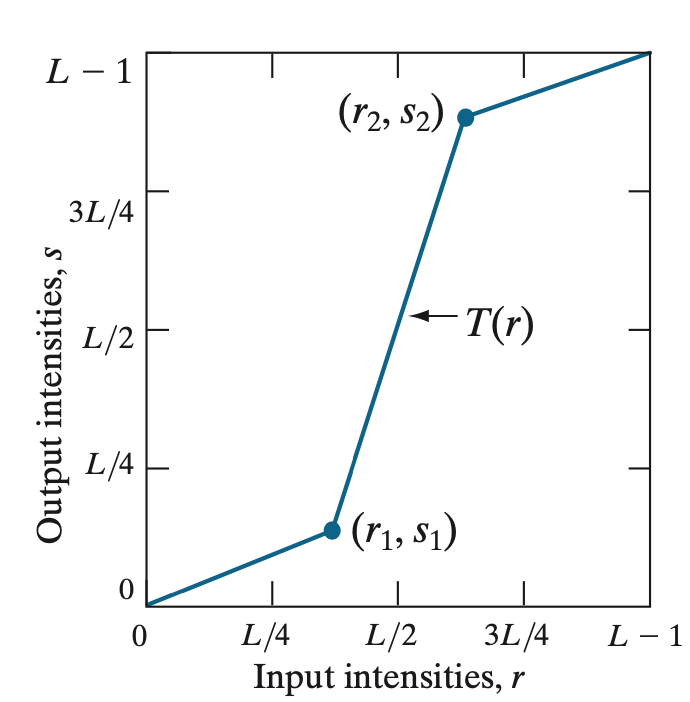 L − 1
(r₂, s₂)
3L/4
Output intensities, s
L/2
T(r)
L/4
(r₁, s₁)
0
0 L/4 L/2 3L/4 L − 1
Input intensities, r